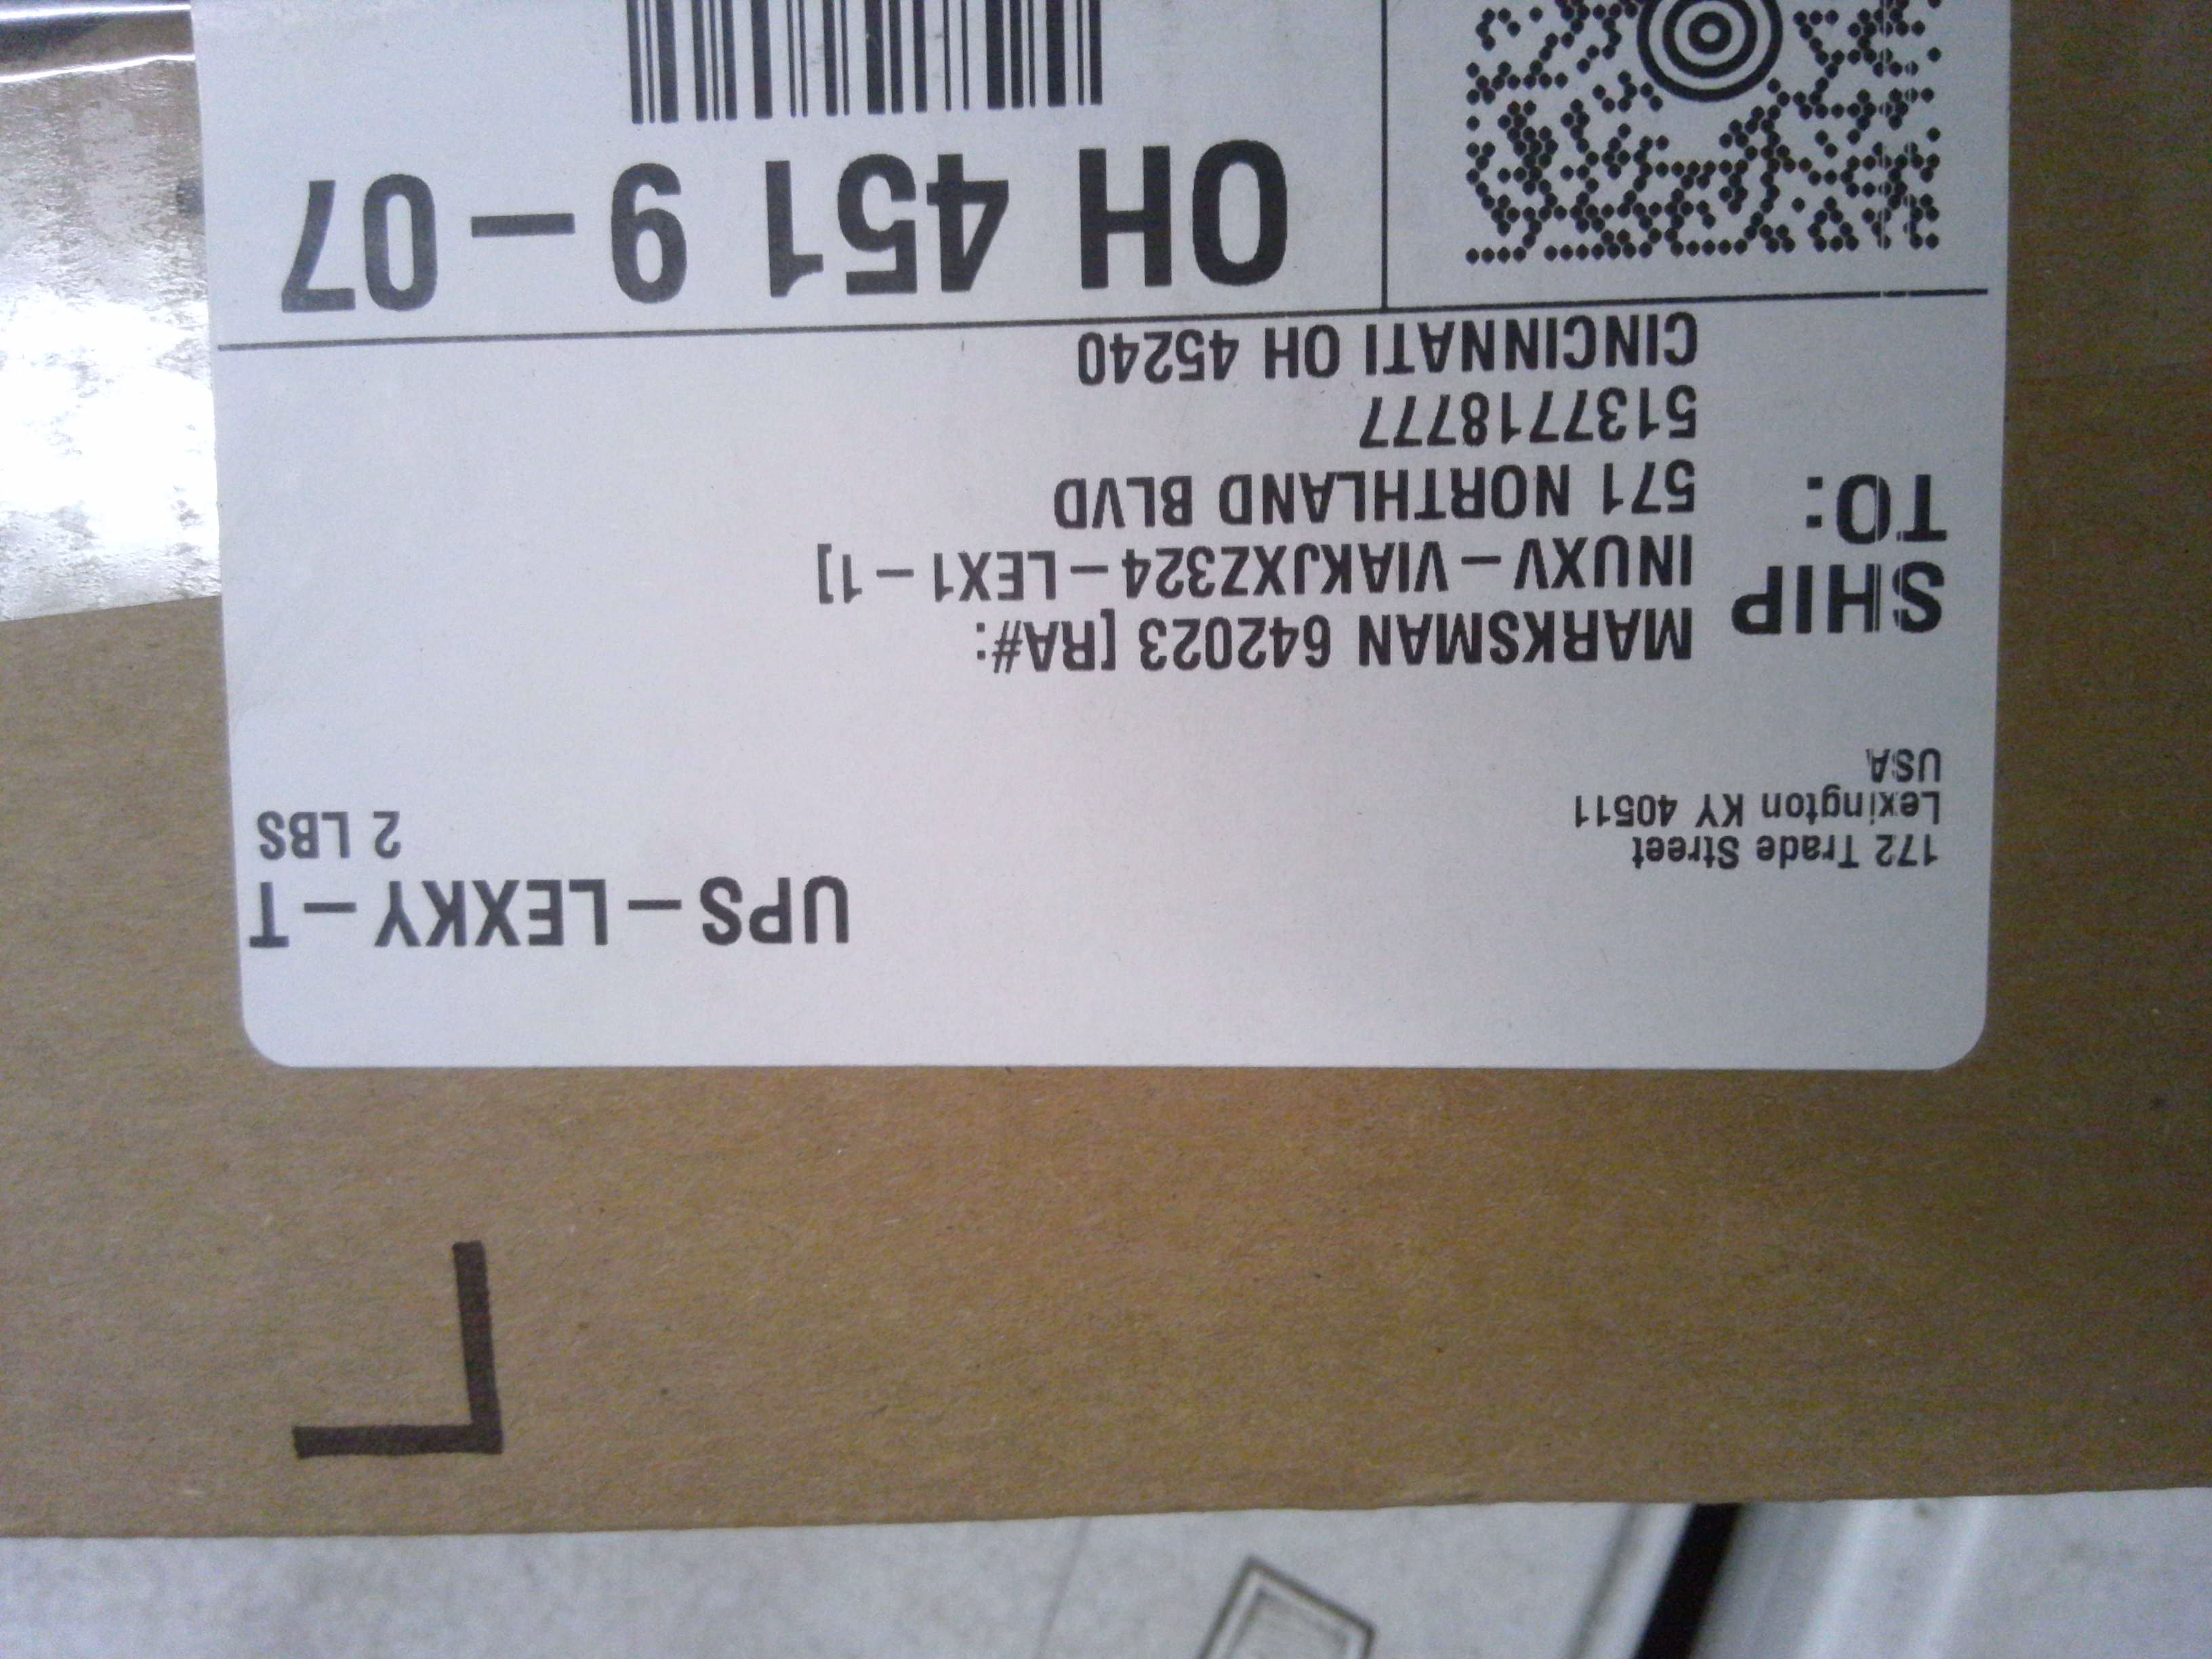 UPS-LEXKY-T
2 LBS
172 Trade Street
Lexington KY 40511
USA
SHIP
TO:
MARKSMAN 642023 [RA#:
INUXV-VIAKJXZ324-LEX1-1]
571 NORTHLAND BLVD
5137718777
CINCINNATI OH 45240
OH 451 9-07
L